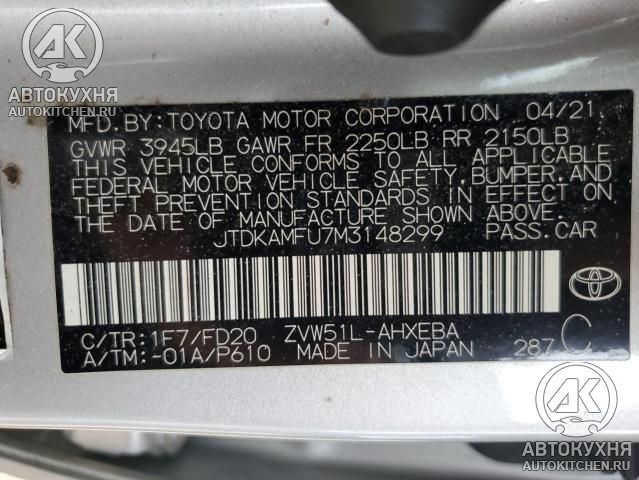 AK
АВТОКУХНЯ
AUTOKITCHEN.RU
MFD. BY: TOYOTA MOTOR CORPORATION 04/21
GVWR 3945LB GAWR FR 2250LB RR 2150LB
THIS VEHICLE CONFORMS TO ALL APPLICABLE
FEDERAL MOTOR VEHICLE SAFETY, BUMPER, AND
THEFT PREVENTION STANDARDS IN EFFECT ON
THE DATE OF MANUFACTURE SHOWN ABOVE.
JTDKAMFU7M3148299 PASS. CAR
C/TR: 1F7/FD20 ZVW51L-AHXEBA
A/TM: -01A/P610 MADE IN JAPAN 287 C
AK
АВТОКУХНЯ
AUTOKITCHEN.RU